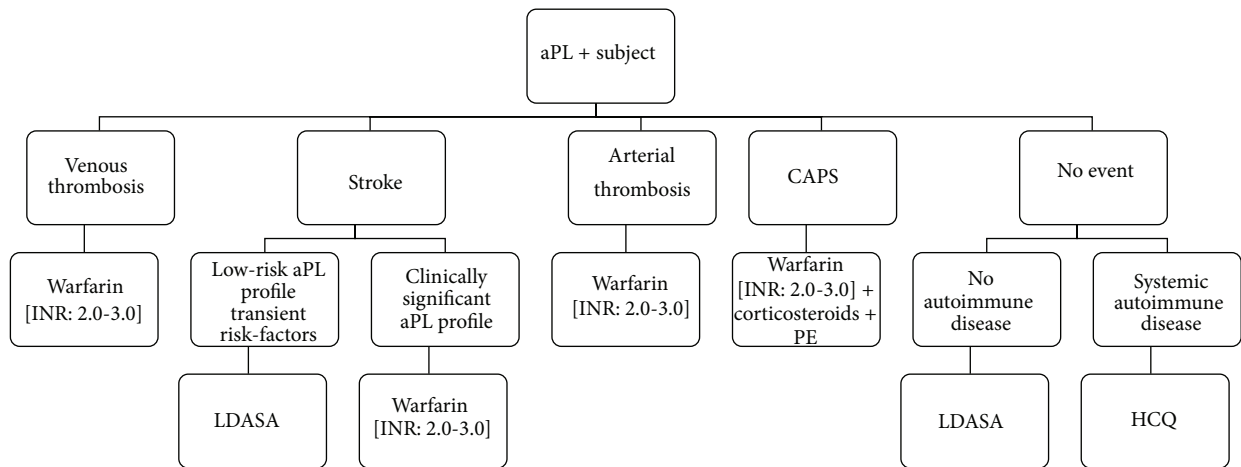 aPL + subject
Venous
thrombosis
Stroke
Arterial
thrombosis
CAPS
No event
Warfarin
[INR: 2.0-3.0]
Low-risk aPL
profile
transient
risk-factors
Clinically
significant
aPL profile
Warfarin
[INR: 2.0-3.0]
Warfarin
[INR: 2.0-3.0] +
corticosteroids +
PE
No
autoimmune
disease
Systemic
autoimmune
disease
LDASA
Warfarin
[INR: 2.0-3.0]
LDASA
HCQ